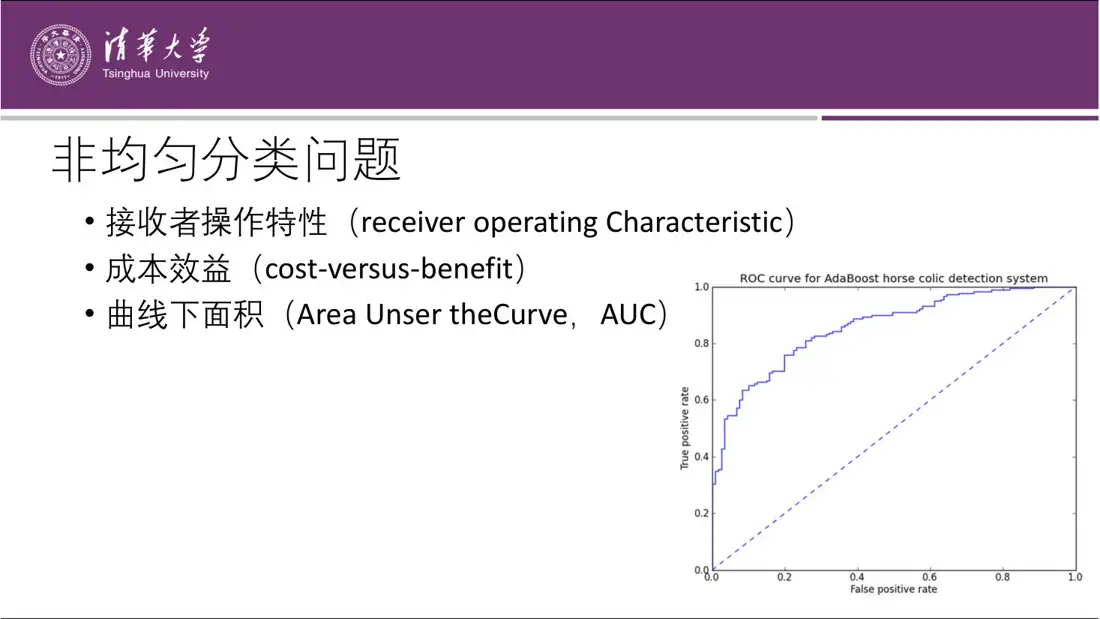 清华大学
Tsinghua University
非均匀分类问题
• 接收者操作特性（receiver operating Characteristic）
• 成本效益（cost-versus-benefit）
• 曲线下面积（Area Unser theCurve，AUC）
ROC curve for AdaBoost horse colic detection system
1.0
0.8
0.6
0.4
0.2
0.0
True positive rate
0.0 0.2 0.4 0.6 0.8 1.0
False positive rate